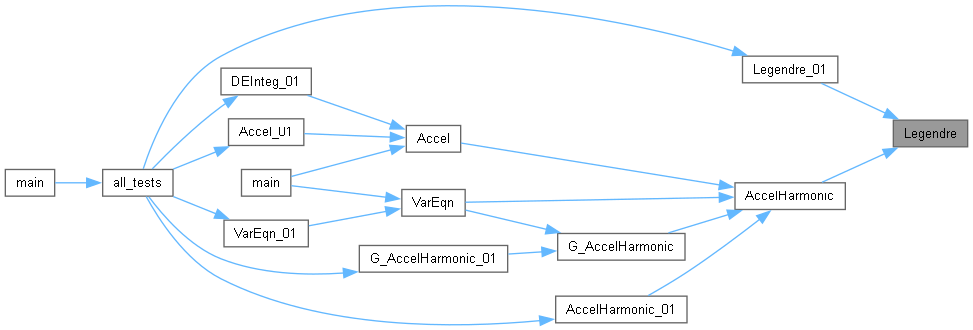 Legendre_01
DEInteg_01
Accel_U1
Accel
Legendre
main
all_tests
main
VarEqn
AccelHarmonic
VarEqn_01
G_AccelHarmonic
G_AccelHarmonic_01
AccelHarmonic_01